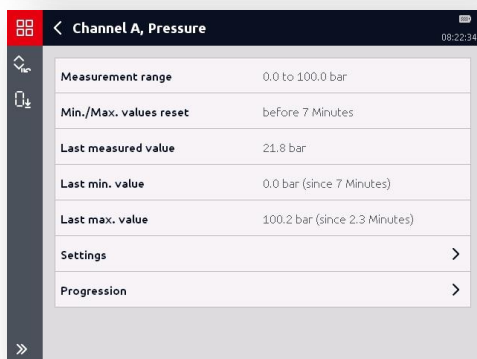 Channel A, Pressure
08:22:34
Measurement range 0.0 to 100.0 bar
Min./Max. values reset before 7 Minutes
Last measured value 21.8 bar
Last min. value 0.0 bar (since 7 Minutes)
Last max. value 100.2 bar (since 2.3 Minutes)
Settings
Progression